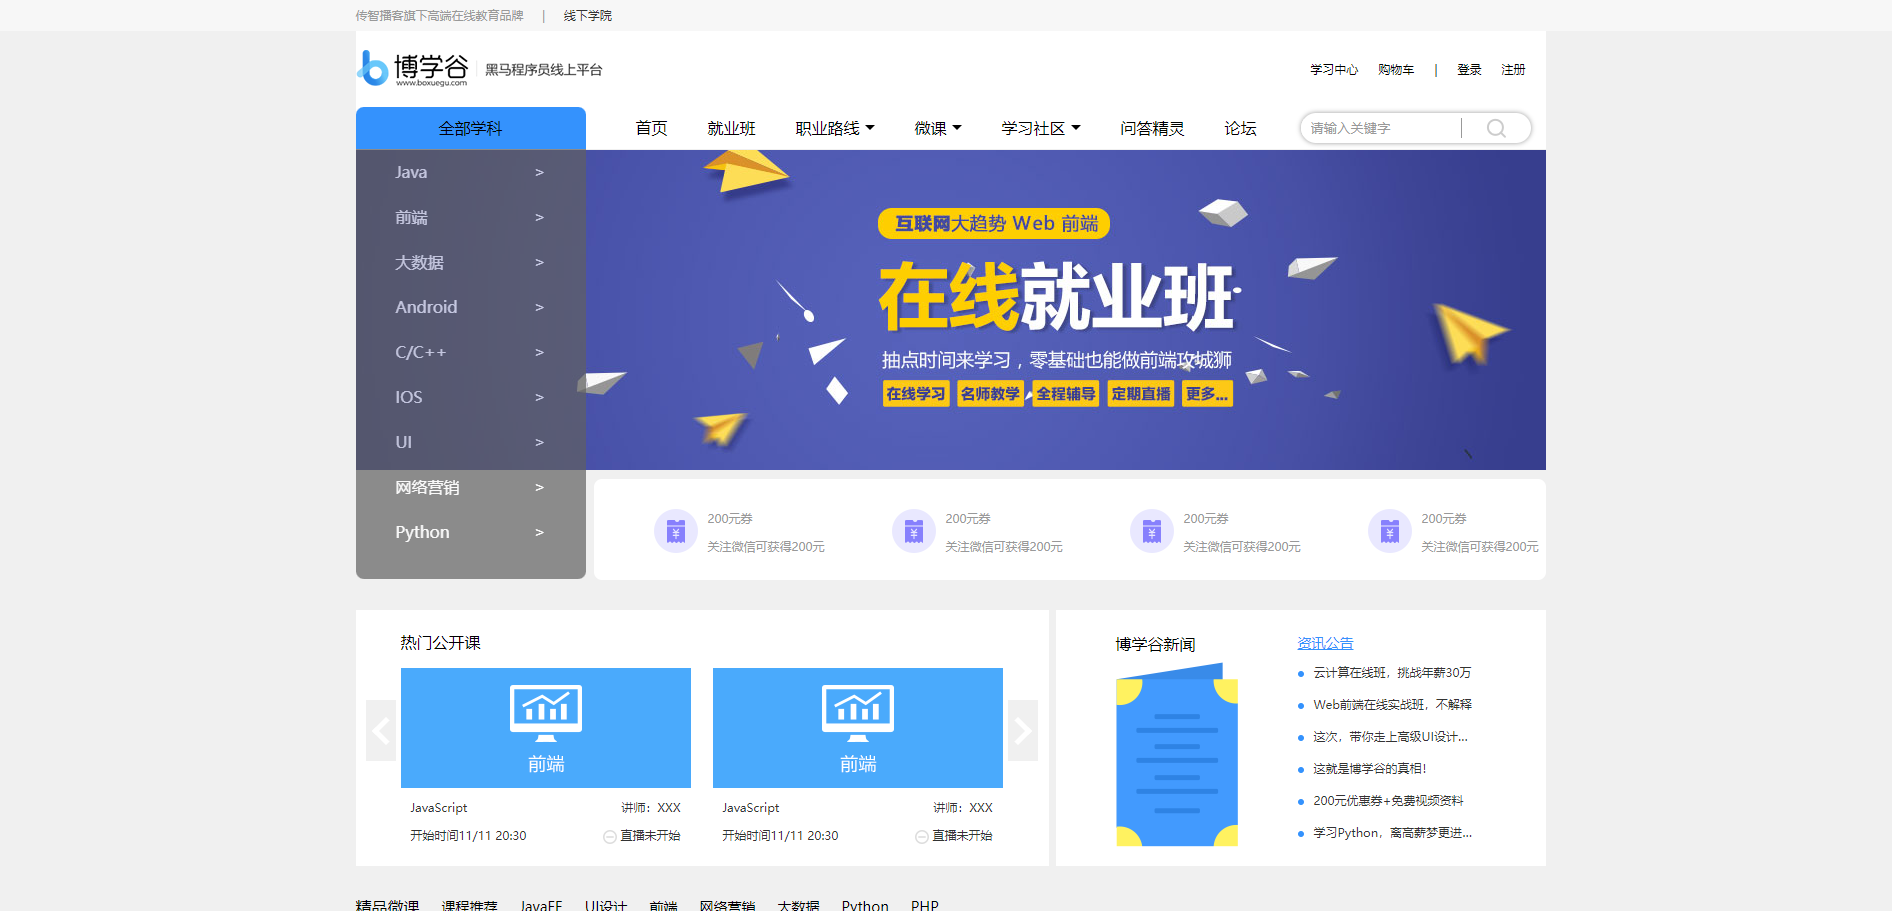 传智播客旗下高端在线教育品牌 | 线下学院
博学谷
www.boxuegu.com
黑马程序员线上平台
学习中心 购物车 | 登录 注册
全部学科 首页 就业班 职业路线 微课 学习社区 问答精灵 论坛 请输入关键字
Java >
前端 >
大数据 >
Android >
C/C++ >
IOS >
UI >
网络营销 >
Python >
互联网大趋势 Web 前端
在线就业班
抽点时间来学习，零基础也能做前端攻城狮
在线学习 名师教学 全程辅导 定期直播 更多...
200元券 200元券 200元券 200元券
关注微信可获得200元 关注微信可获得200元 关注微信可获得200元 关注微信可获得200元
热门公开课
前端 前端
JavaScript 讲师：XXX JavaScript 讲师：XXX
开始时间11/11 20:30 直播未开始 开始时间11/11 20:30 直播未开始
博学谷新闻
资讯公告
云计算在线班，挑战年薪30万
Web前端在线实战班，不解释
这次，带你走上高级UI设计...
这就是博学谷的真相！
200元优惠券+免费视频资料
学习Python，离高薪梦更进...
精品微课 课程推荐 JavaEE UI设计 前端 网络营销 大数据 Python PHP